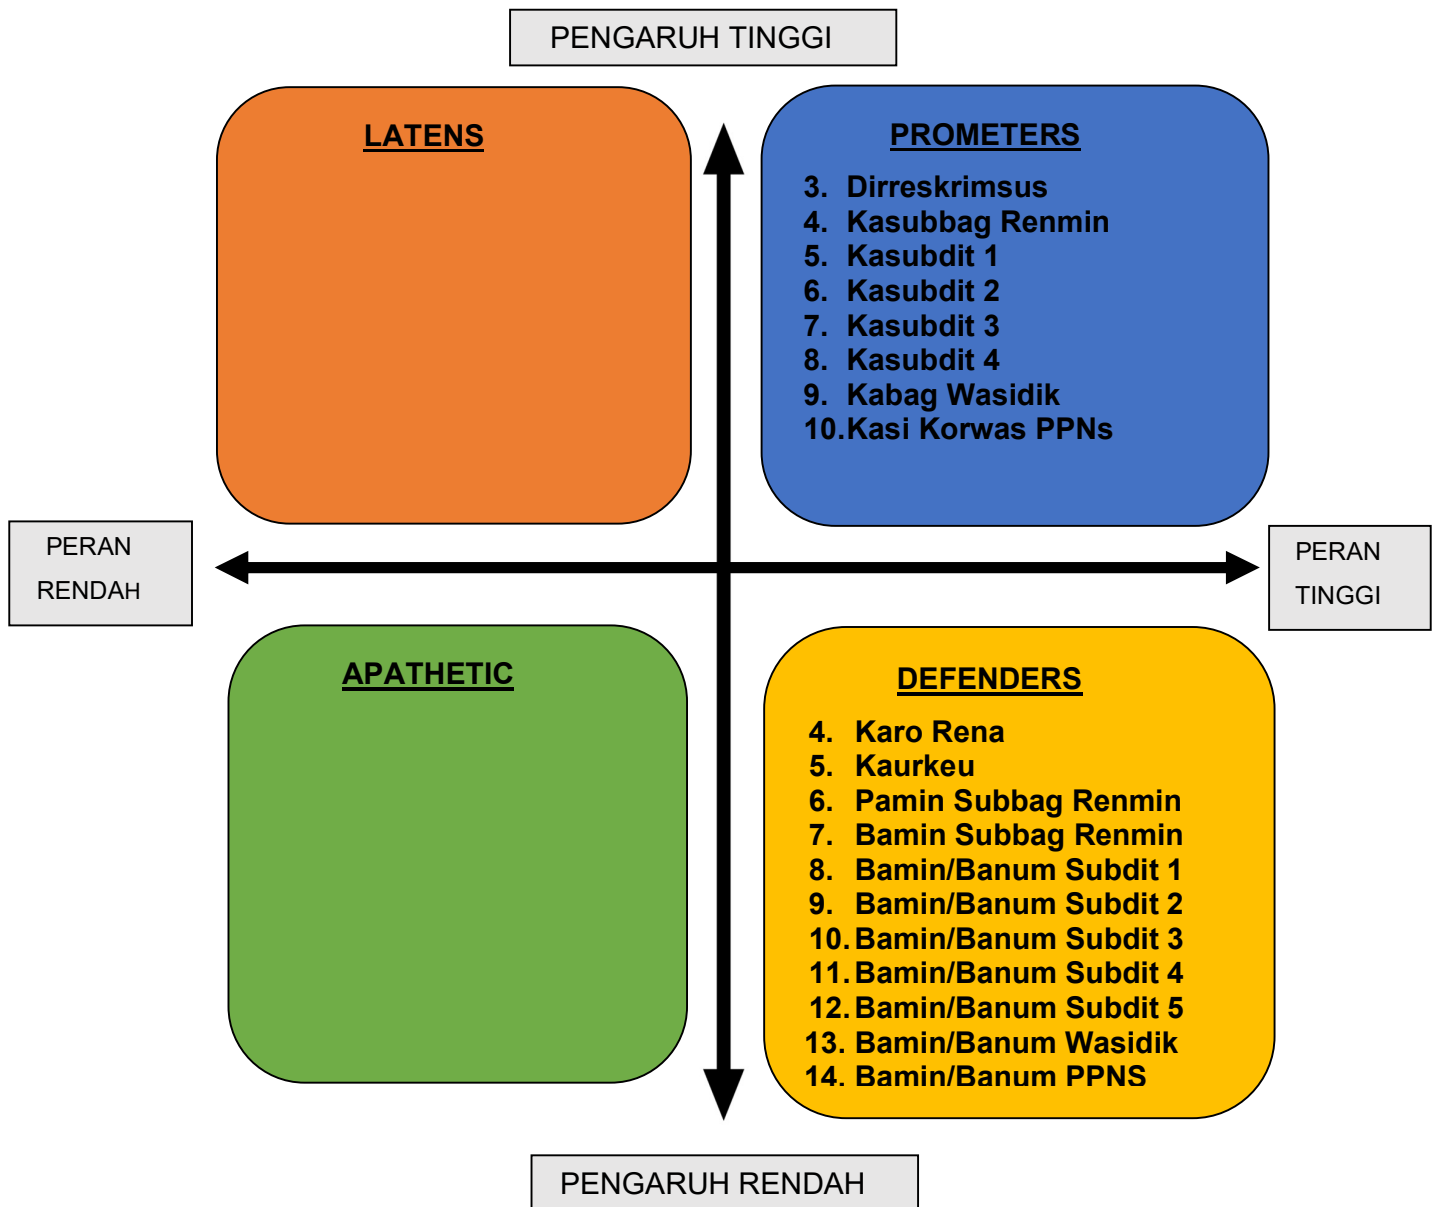 PENGARUH TINGGI
LATENS
PROMETERS
3. Dirreskrimsus
4. Kasubbag Renmin
5. Kasubdit 1
6. Kasubdit 2
7. Kasubdit 3
8. Kasubdit 4
9. Kabag Wasidik
10.Kasi Korwas PPNs
PERAN
RENDAH
PERAN
TINGGI
APATHETIC
DEFENDERS
4. Karo Rena
5. Kaurkeu
6. Pamin Subbag Renmin
7. Bamin Subbag Renmin
8. Bamin/Banum Subdit 1
9. Bamin/Banum Subdit 2
10. Bamin/Banum Subdit 3
11. Bamin/Banum Subdit 4
12. Bamin/Banum Subdit 5
13. Bamin/Banum Wasidik
14. Bamin/Banum PPNS
PENGARUH RENDAH